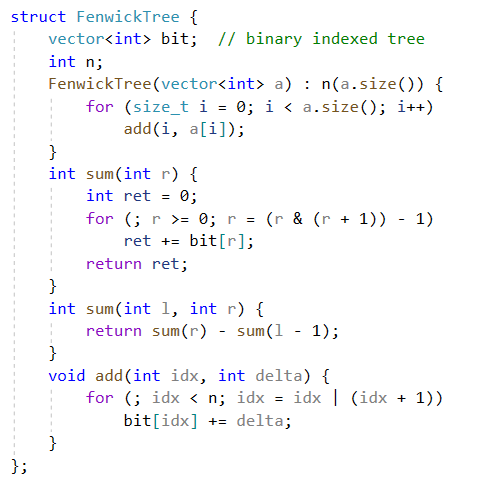 struct FenwickTree {
    vector<int> bit;  // binary indexed tree
    int n;
    FenwickTree(vector<int> a) : n(a.size()) {
        for (size_t i = 0; i < a.size(); i++)
            add(i, a[i]);
    }
    int sum(int r) {
        int ret = 0;
        for (; r >= 0; r = (r & (r + 1)) - 1)
            ret += bit[r];
        return ret;
    }
    int sum(int l, int r) {
        return sum(r) - sum(l - 1);
    }
    void add(int idx, int delta) {
        for (; idx < n; idx = idx | (idx + 1))
            bit[idx] += delta;
    }
};